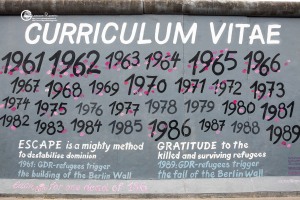 CURRICULUM VITAE
1961 1962 1963 1964 1965 1966
1967 1968 1969 1970 1971 1972 1973
1974 1975 1976 1977 1978 1979 1980 1981
1982 1983 1984 1985 1986 1987 1988 1989
ESCAPE is a mighty method
to destabilise dominion
1961: GDR-refugees trigger
the building of the Berlin Wall
GRATITUDE to the
killed and surviving refugees
1989: GDR-refugees trigger
the fall of the Berlin Wall